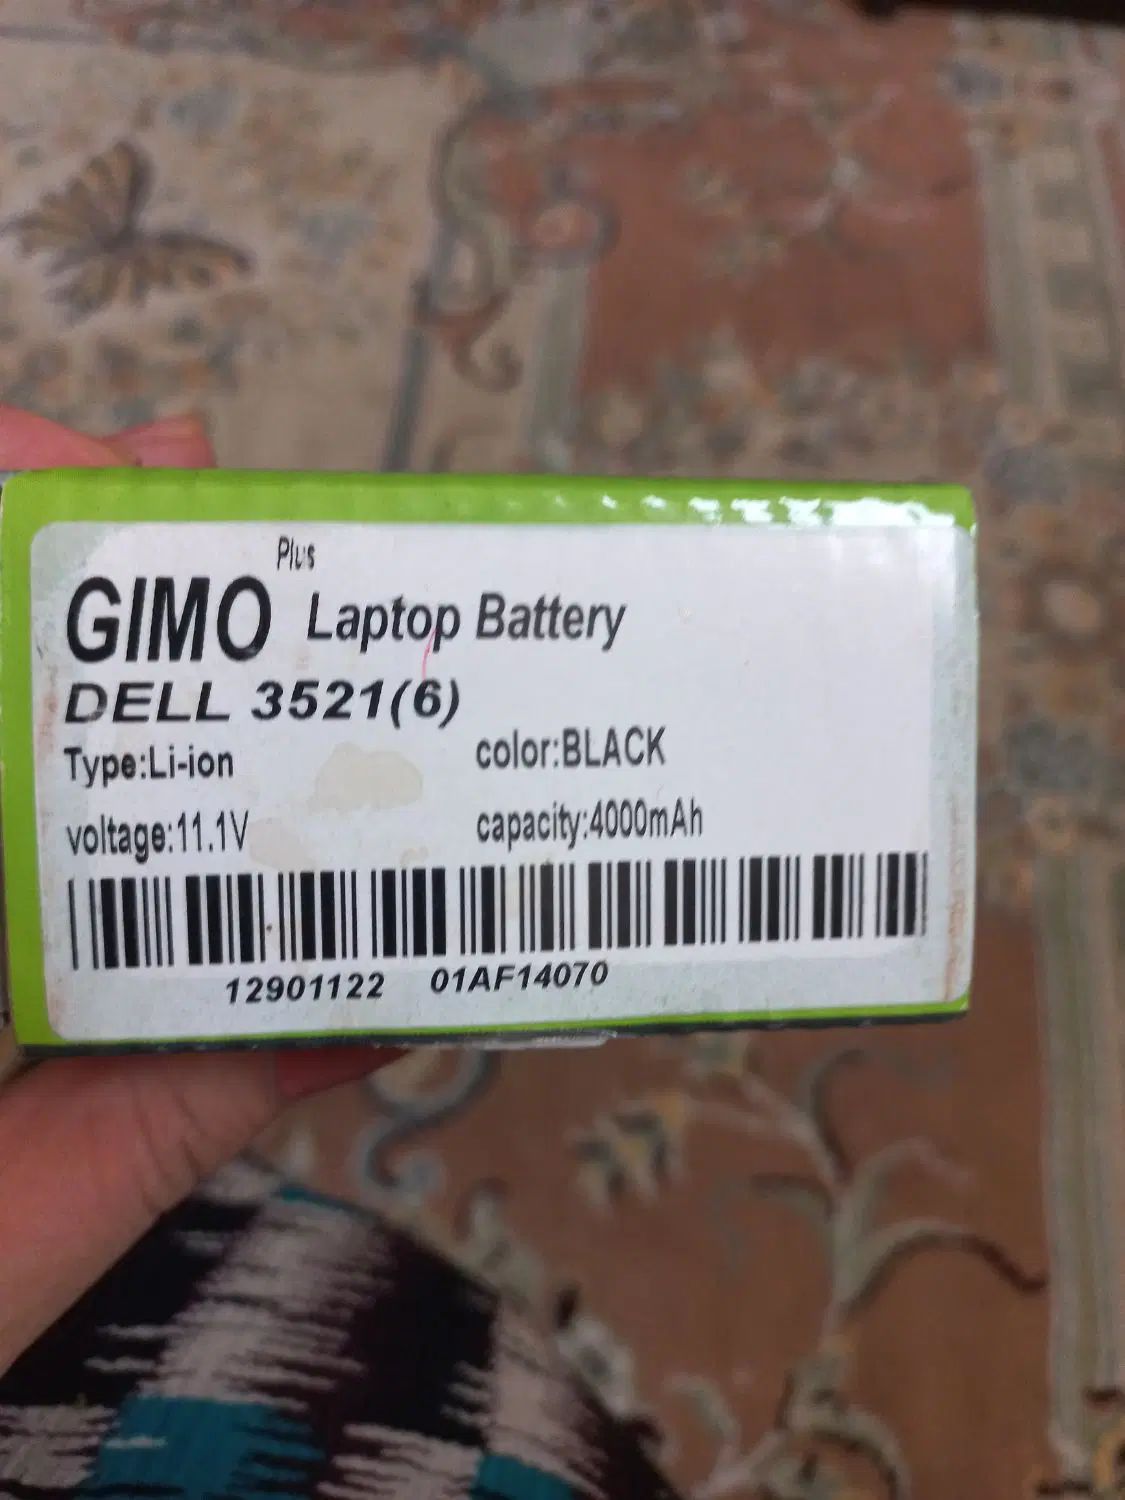 Plus
GIMO Laptop Battery
DELL 3521(6)
Type:Li-ion color:BLACK
voltage:11.1V capacity:4000mAh
12901122 01AF14070